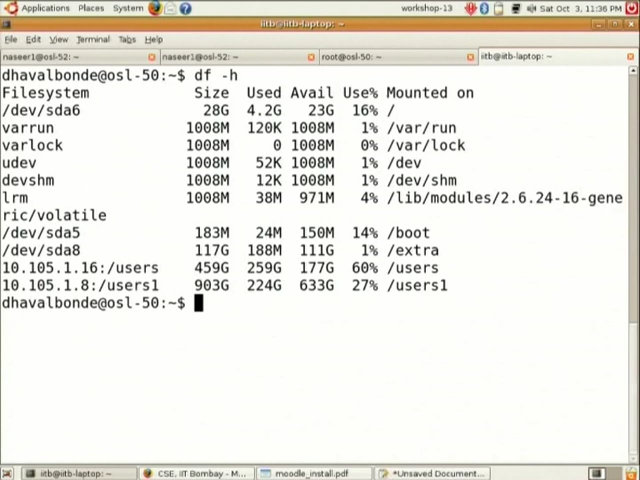 Applications Places System workshop-13 Sat Oct 3, 11:36 PM
iitb@iitb-laptop: ~
File Edit View Terminal Tabs Help
naseer1@osl-52: ~ naseer1@osl-52: ~ root@osl-50: ~ iitb@iitb-laptop: ~
dhavalbonde@osl-50:~$ df -h
Filesystem Size Used Avail Use% Mounted on
/dev/sda6 28G 4.2G 23G 16% /
varrun 1008M 120K 1008M 1% /var/run
varlock 1008M 0 1008M 0% /var/lock
udev 1008M 52K 1008M 1% /dev
devshm 1008M 12K 1008M 1% /dev/shm
lrm 1008M 38M 971M 4% /lib/modules/2.6.24-16-gene
ric/volatile
/dev/sda5 183M 24M 150M 14% /boot
/dev/sda8 117G 188M 111G 1% /extra
10.105.1.16:/users 459G 259G 177G 60% /users
10.105.1.8:/users1 903G 224G 633G 27% /users1
dhavalbonde@osl-50:~$
iitb@iitb-laptop: ~ CSE, IIT Bombay - M... moodle_install.pdf *Unsaved Document...